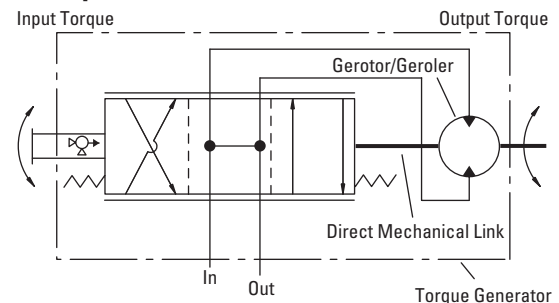 Input Torque
Output Torque
Gerotor/Geroler
Direct Mechanical Link
In
Out
Torque Generator